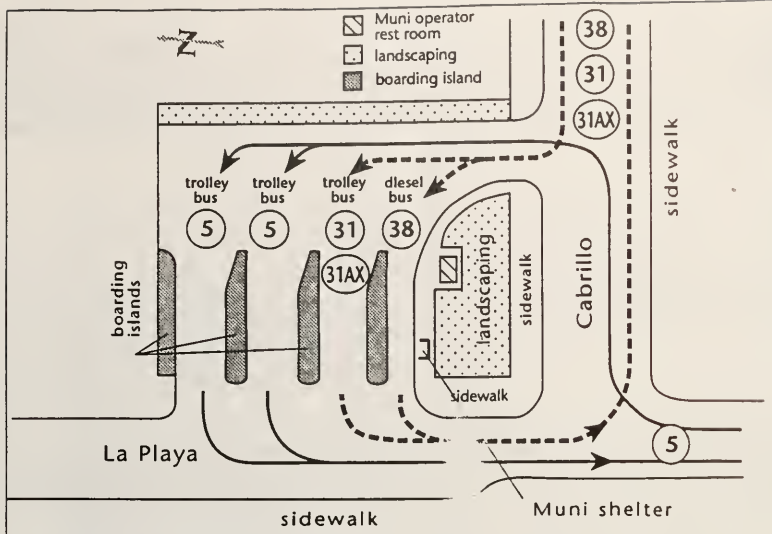 N
Muni operator
rest room
landscaping
boarding island
38
31
31AX
sidewalk
trolley
bus
5
trolley
bus
5
trolley
bus
31
31AX
diesel
bus
38
boarding
islands
landscaping
sidewalk
Cabrillo
sidewalk
La Playa
5
Muni shelter
sidewalk